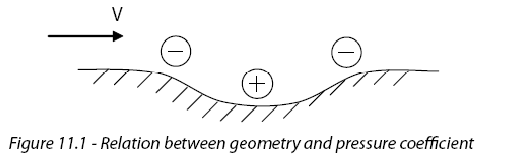 V
− −
+
Figure 11.1 - Relation between geometry and pressure coefficient